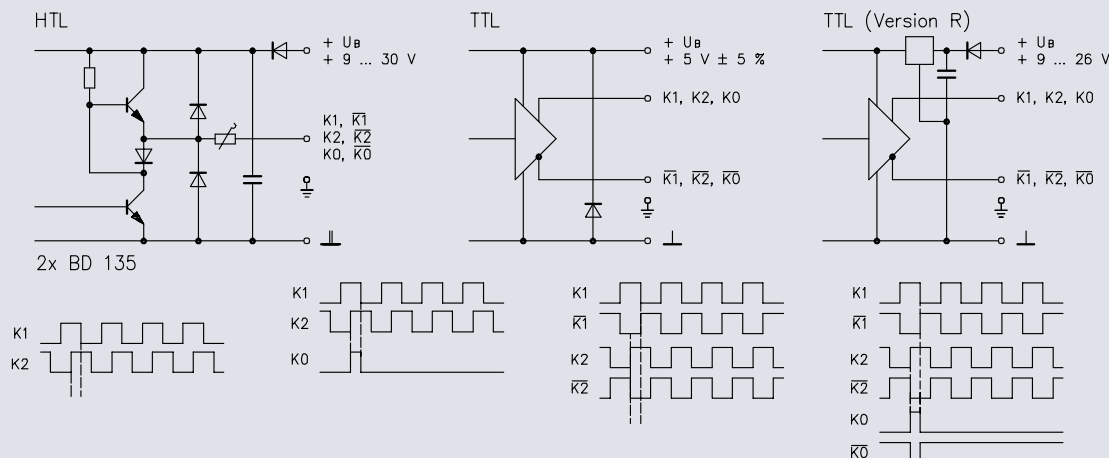 HTL
+ UB
+ 9 ... 30 V
K1, K̅1̅
K2, K̅2̅
K0, K̅0̅
2x BD 135
TTL
+ UB
+ 5 V ± 5 %
K1, K2, K0
K̅1̅, K̅2̅, K̅0̅
TTL (Version R)
+ UB
+ 9 ... 26 V
K1, K2, K0
K̅1̅, K̅2̅, K̅0̅
K1
K2
K1
K2
K0
K1
K̅1̅
K2
K̅2̅
K1
K̅1̅
K2
K̅2̅
K0
K̅0̅